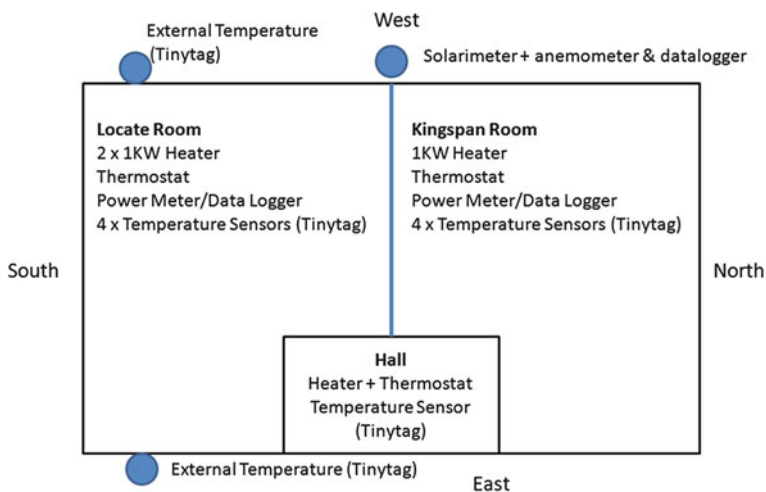 West
External Temperature
(Tinytag)
Solarimeter + anemometer & datalogger
Locate Room
2 x 1KW Heater
Thermostat
Power Meter/Data Logger
4 x Temperature Sensors (Tinytag)
Kingspan Room
1KW Heater
Thermostat
Power Meter/Data Logger
4 x Temperature Sensors (Tinytag)
South
North
Hall
Heater + Thermostat
Temperature Sensor
(Tinytag)
External Temperature (Tinytag)
East